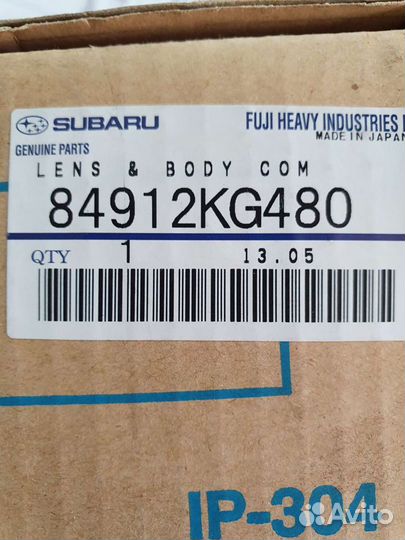 SUBARU
FUJI HEAVY INDUSTRIES
MADE IN JAPAN
GENUINE PARTS
LENS & BODY COM
84912KG480
QTY 1 13.05
IP-304
Avito